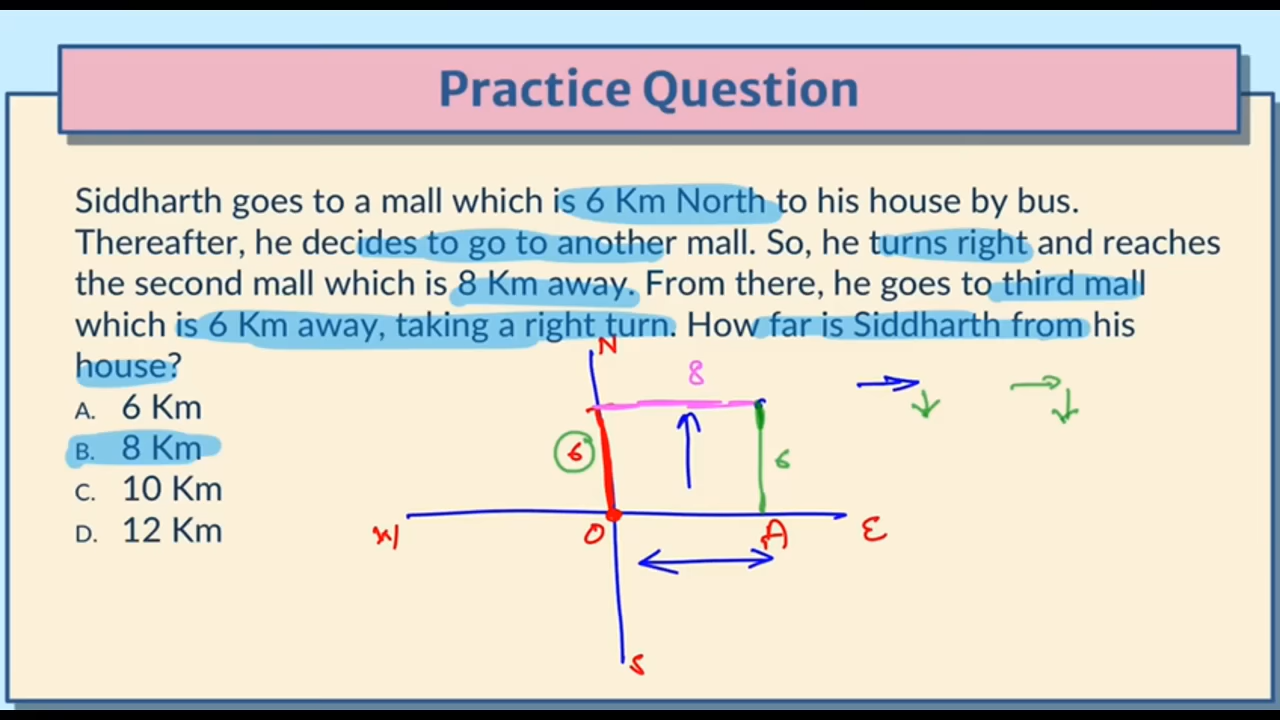 Practice Question
Siddharth goes to a mall which is 6 Km North to his house by bus.
Thereafter, he decides to go to another mall. So, he turns right and reaches
the second mall which is 8 Km away. From there, he goes to third mall
which is 6 Km away, taking a right turn. How far is Siddharth from his
house?
A. 6 Km
B. 8 Km
C. 10 Km
D. 12 Km
N
8
6
6
W
O
A
E
S